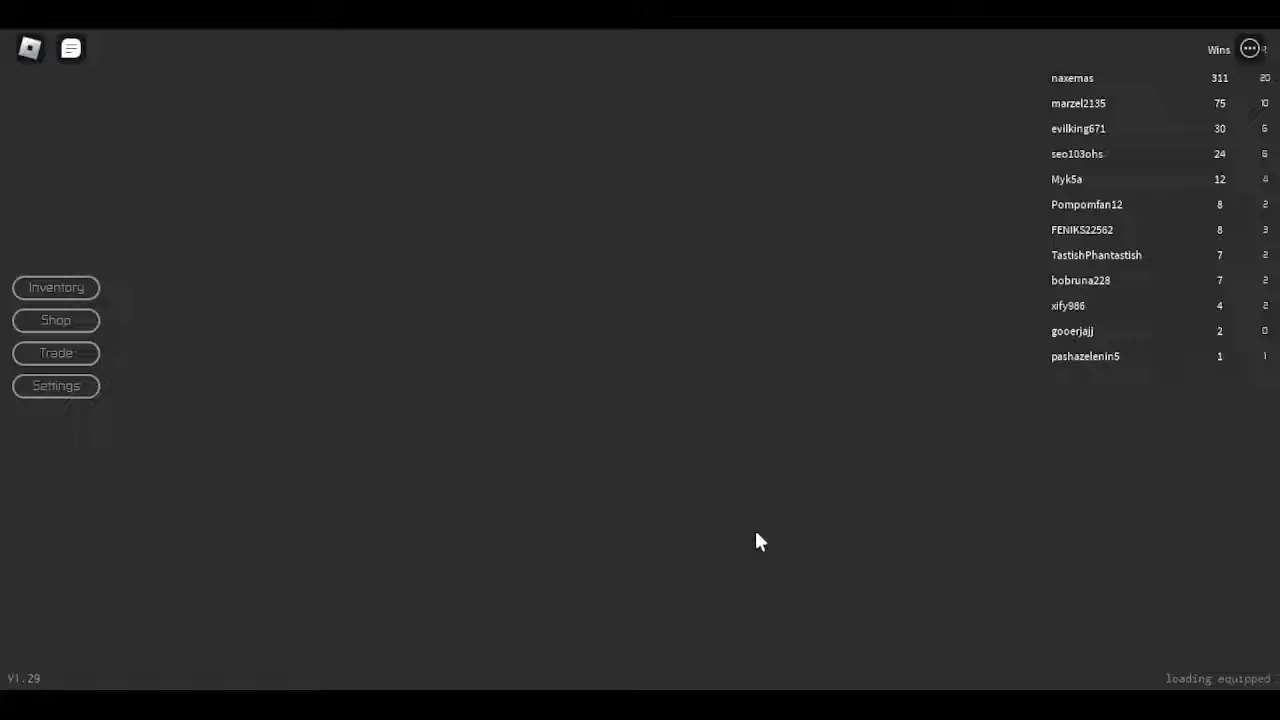 Wins
naxemas 311 20
marzel2135 75 10
evilking671 30 6
seo103ohs 24 6
Myk5a 12 4
Pompomfan12 8 2
FENIKS22562 8 3
TastishPhantastish 7 2
bobruna228 7 2
xify986 4 2
gooerjajj 2 0
pashazelenin5 1 1
Inventory
Shop
Trade
Settings
V1.29
loading equipped